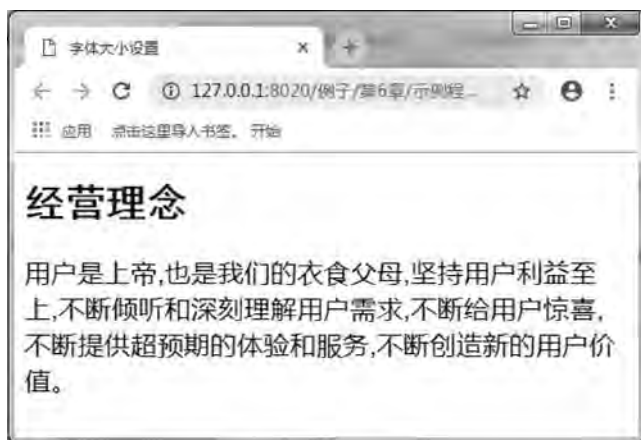 字体大小设置
127.0.0.1:8020/例子/第6章/示例程...
应用 点击这里导入书签。 开始
经营理念
用户是上帝,也是我们的衣食父母,坚持用户利益至
上,不断倾听和深刻理解用户需求,不断给用户惊喜,
不断提供超预期的体验和服务,不断创造新的用户价
值。